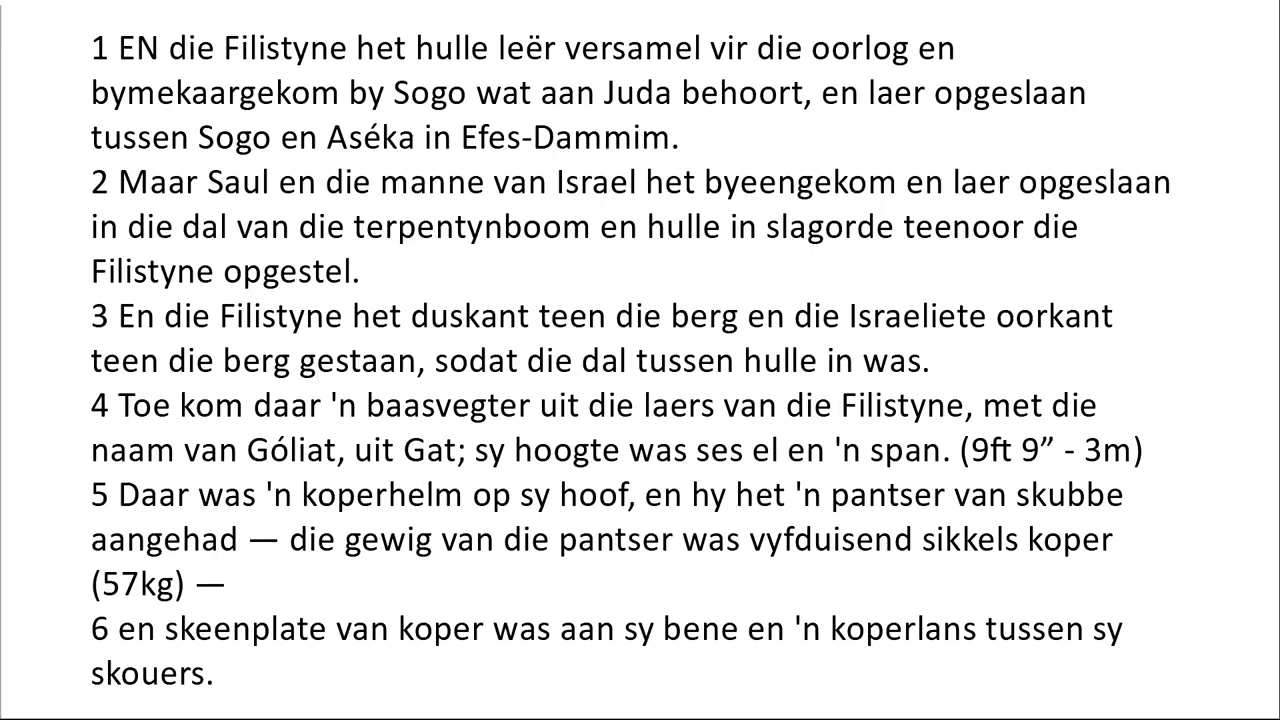 1 EN die Filistyne het hulle leër versamel vir die oorlog en
bymekaargekom by Sogo wat aan Juda behoort, en laer opgeslaan
tussen Sogo en Aséka in Efes-Dammim.
2 Maar Saul en die manne van Israel het byeengekom en laer opgeslaan
in die dal van die terpentynboom en hulle in slagorde teenoor die
Filistyne opgestel.
3 En die Filistyne het duskant teen die berg en die Israeliete oorkant
teen die berg gestaan, sodat die dal tussen hulle in was.
4 Toe kom daar 'n baasvegter uit die laers van die Filistyne, met die
naam van Góliat, uit Gat; sy hoogte was ses el en 'n span. (9ft 9” - 3m)
5 Daar was 'n koperhelm op sy hoof, en hy het 'n pantser van skubbe
aangehad — die gewig van die pantser was vyfduisend sikkels koper
(57kg) —
6 en skeenplate van koper was aan sy bene en 'n koperlans tussen sy
skouers.